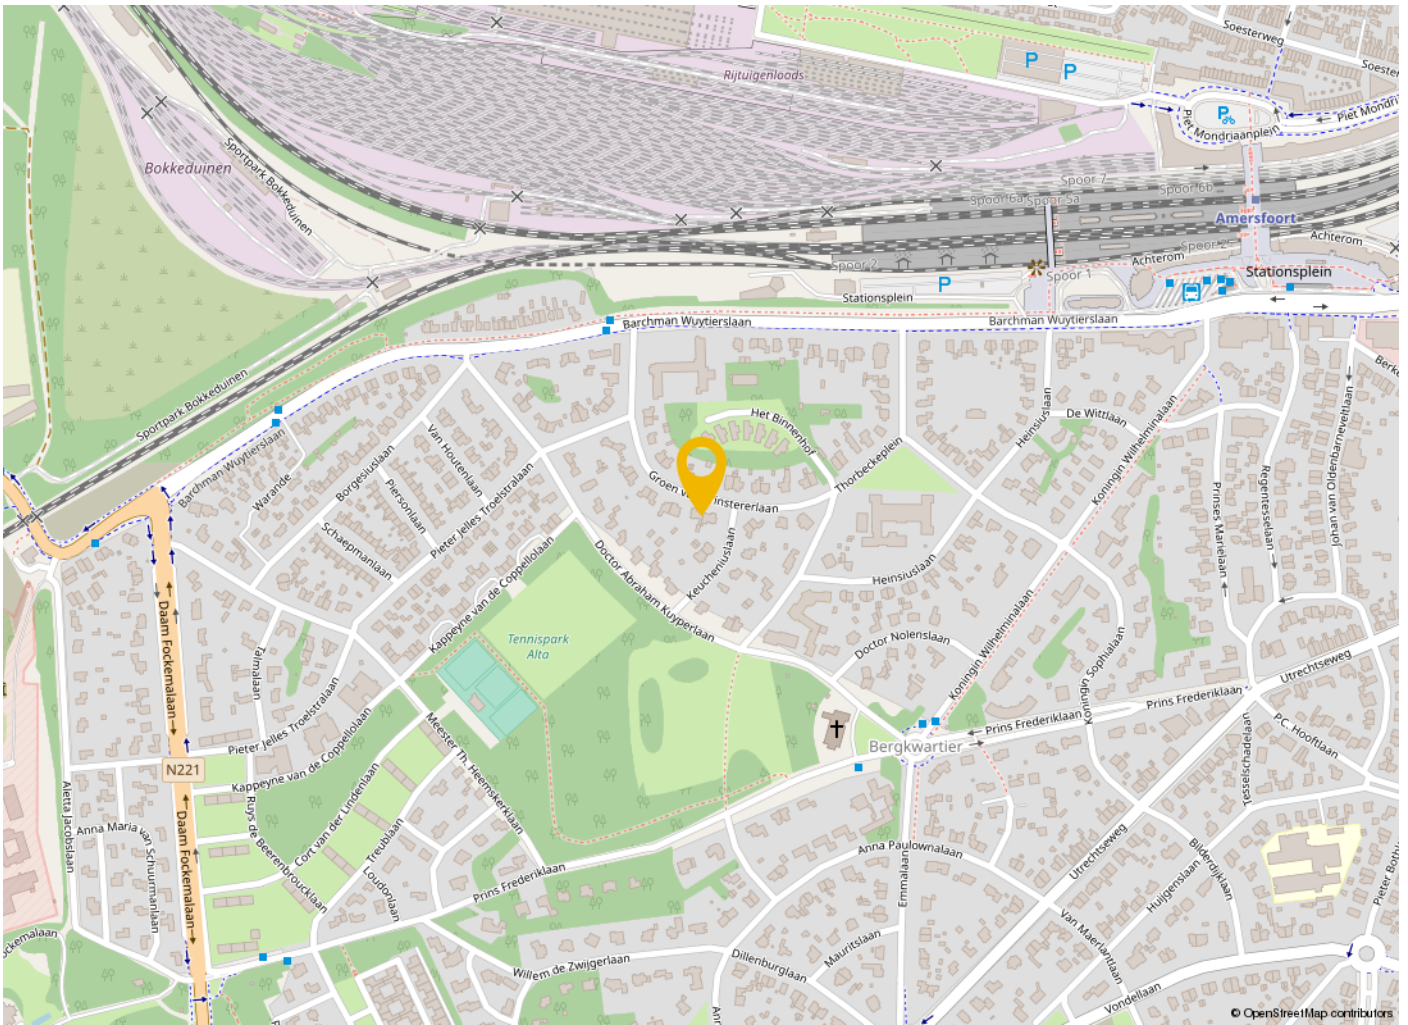 Soesterweg
Soester
Rijtuigenloods
P
P
P
Piet Mondriaanplein
Piet Mondri
Bokkeduinen
Sportpark Bokkeduinen
Spoor 7
Spoor 6b
Spoor 6a
Spoor 5a
Amersfoort
Spoor 2
Spoor 2
Achterom
Achterom
Spoor 1
Stationsplein
P
Stationsplein
Barchman Wuytierslaan
Barchman Wuytierslaan
Sportpark Bokkeduinen
Barchman Wuytierslaan
Het Binnenhof
Heinsiuslaan
De Wittlaan
Koningin Wilhelminalaan
Johan van Oldenbarneveltlaan
Regentesselaan
Prinses Marielaan
Van Houtenlaan
Borgesiuslaan
Piersonlaan
Warande
Schaepmanlaan
Pieter Jelles Troelstralaan
Thorbeckeplein
Keucheniuslaan
Heinsiuslaan
Doctor Abraham Kuyperlaan
Kappeyne van de Coppellolaan
Tennispark
Alta
Doctor Nolenslaan
Koningin Wilhelminalaan
Koningin Sophialaan
Utrechtseweg
Daam Fockemalaan
Talmalaan
Pieter Jelles Troelstralaan
Kappeyne van de Coppellolaan
Prins Frederiklaan
Prins Frederiklaan
Bergkwartier
P.C. Hooftlaan
Tesselschadelaan
N221
Meester Th. Heemskerklaan
Aletta Jacobslaan
Anna Maria van Schuurmanlaan
Daam Fockemalaan
Ruys de Beerenbroucklaan
Cort van der Lindenlaan
Treublaan
Loudonlaan
Prins Frederiklaan
Anna Paulownalaan
Emmalaan
Utrechtseweg
Bilderdijklaan
Huijgenslaan
Van Maerlantlaan
Vondellaan
Mauritslaan
Dillenburglaan
Willem de Zwijgerlaan
© OpenStreetMap contributors